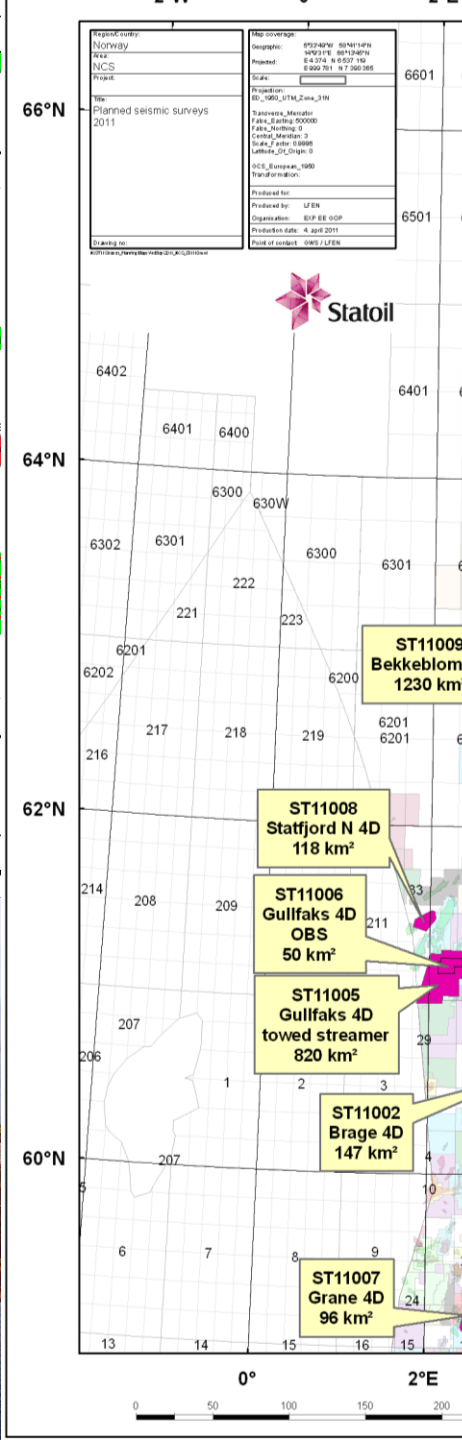 Region/Country:
Norway
Area:
NCS
Project:
Title:
Planned seismic surveys
2011
Drawing no:
Map coverage:
Geographic:
Projected:
Scale:
Projection:
ED_1950_UTM_Zone_31N
Transverse_Mercator
False_Easting: 500000
False_Northing: 0
Central_Meridian: 3
Scale_Factor: 0.9996
Latitude_Of_Origin: 0
GCS_European_1950
Transformation:
Produced for:
Produced by: LFEN
Organisation: EXP EE GOP
Production date: 4. april 2011
Point of contact: GWS / LFEN
Statoil
66°N
6601
6501
6402
6401
6401
6400
64°N
6300
630W
6302
6301
6300
6301
222
221
223
6201
6202
6200
ST11009
Bekkeblom
1230 km²
217
218
219
6201
6201
216
62°N
ST11008
Statfjord N 4D
118 km²
214
208
209
33
211
ST11006
Gullfaks 4D
OBS
50 km²
ST11005
Gullfaks 4D
towed streamer
820 km²
207
206
29
1
2
3
ST11002
Brage 4D
147 km²
60°N
207
4
5
10
6
7
8
9
ST11007
Grane 4D
96 km²
24
13
14
15
16
15
0°
2°E
0
50
100
150
200